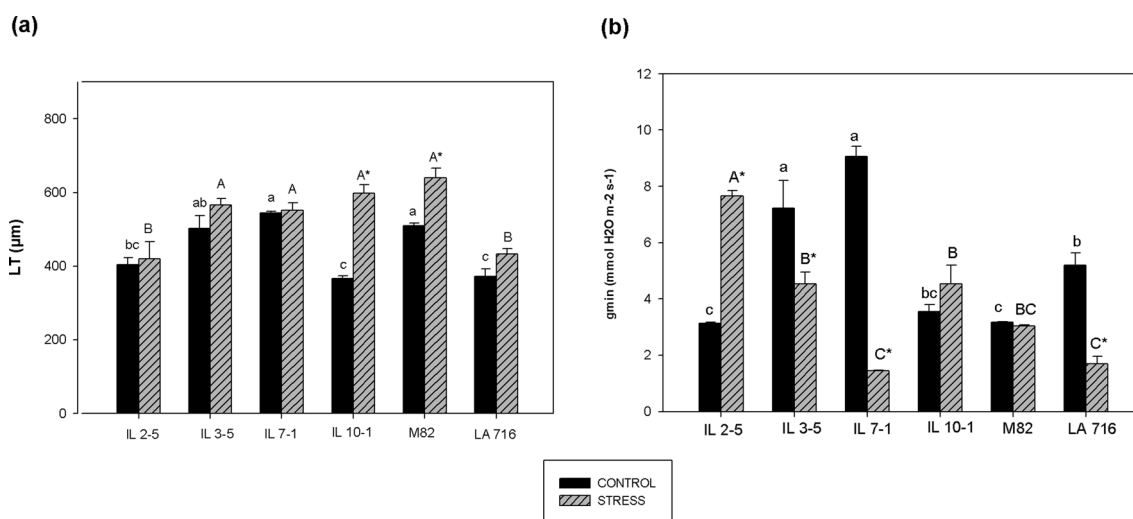 (a)
LT (µm)
800
600
400
200
0
bc
B
ab
A
a
A
c
A*
a
A*
c
B
IL 2-5
IL 3-5
IL 7-1
IL 10-1
M82
LA 716
(b)
gmin (mmol H2O m-2 s-1)
12
10
8
6
4
2
0
c
A*
a
B*
a
C*
bc
B
c
BC
b
C*
IL 2-5
IL 3-5
IL 7-1
IL 10-1
M82
LA 716
CONTROL
STRESS